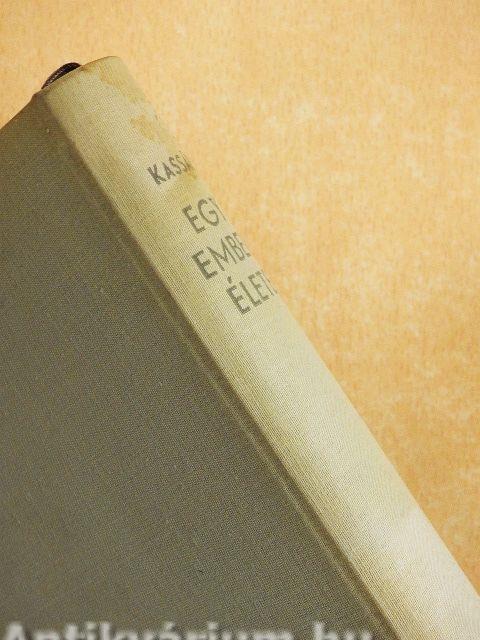 KASSÁ
EGY
EMBE
ÉLET
Antikvárium.hu